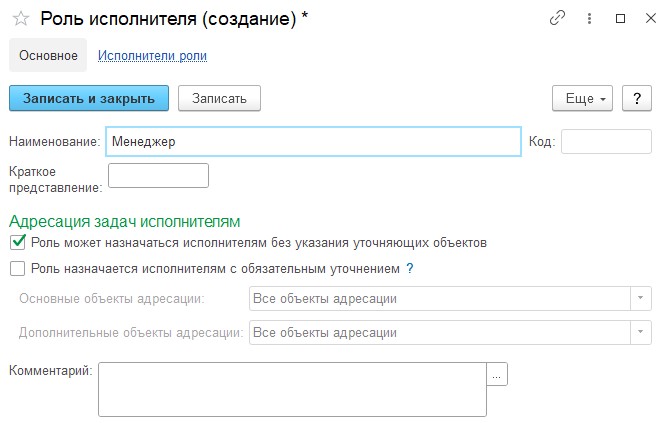 Роль исполнителя (создание) *
Основное Исполнители роли
Записать и закрыть Записать Еще ?
Наименование: Менеджер Код:
Краткое
представление:
Адресация задач исполнителям
Роль может назначаться исполнителям без указания уточняющих объектов
Роль назначается исполнителям с обязательным уточнением ?
Основные объекты адресации: Все объекты адресации
Дополнительные объекты адресации: Все объекты адресации
Комментарий: ...